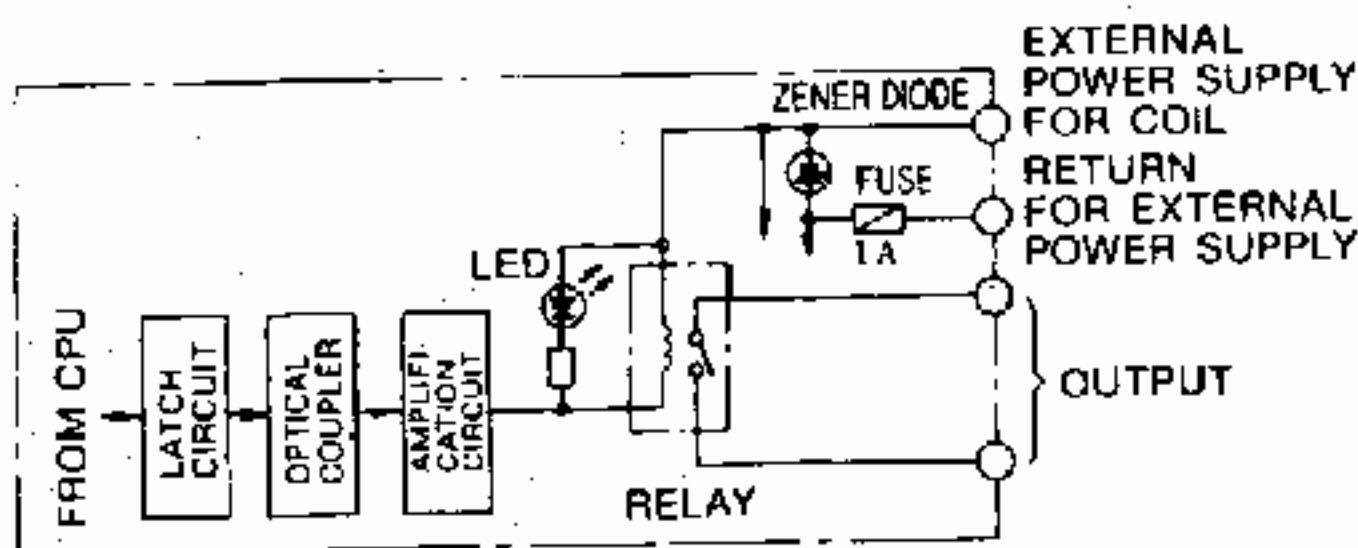 EXTERNAL
POWER SUPPLY
FOR COIL
ZENER DIODE
RETURN
FOR EXTERNAL
POWER SUPPLY
FUSE
1A
LED
FROM CPU
LATCH
CIRCUIT
OPTICAL
COUPLER
AMPLIFI
CATION
CIRCUIT
RELAY
OUTPUT